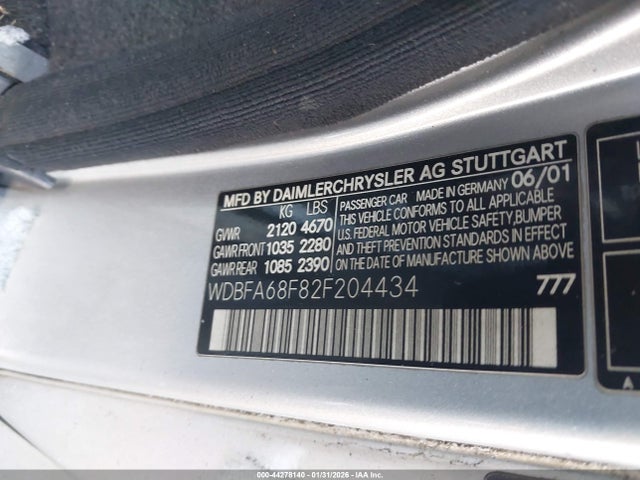 MFD BY DAIMLERCHRYSLER AG STUTTGART
KG LBS
GVWR 2120 4670
GAWR FRONT 1035 2280
GAWR REAR 1085 2390
PASSENGER CAR MADE IN GERMANY 06/01
THIS VEHICLE CONFORMS TO ALL APPLICABLE
U.S. FEDERAL MOTOR VEHICLE SAFETY, BUMPER
AND THEFT PREVENTION STANDARDS IN EFFECT
ON THE DATE OF MANUFACTURE SHOWN ABOVE
WDBFA68F82F204434 777
IAA-44278140 - 01/31/2026 - IAAI.COM